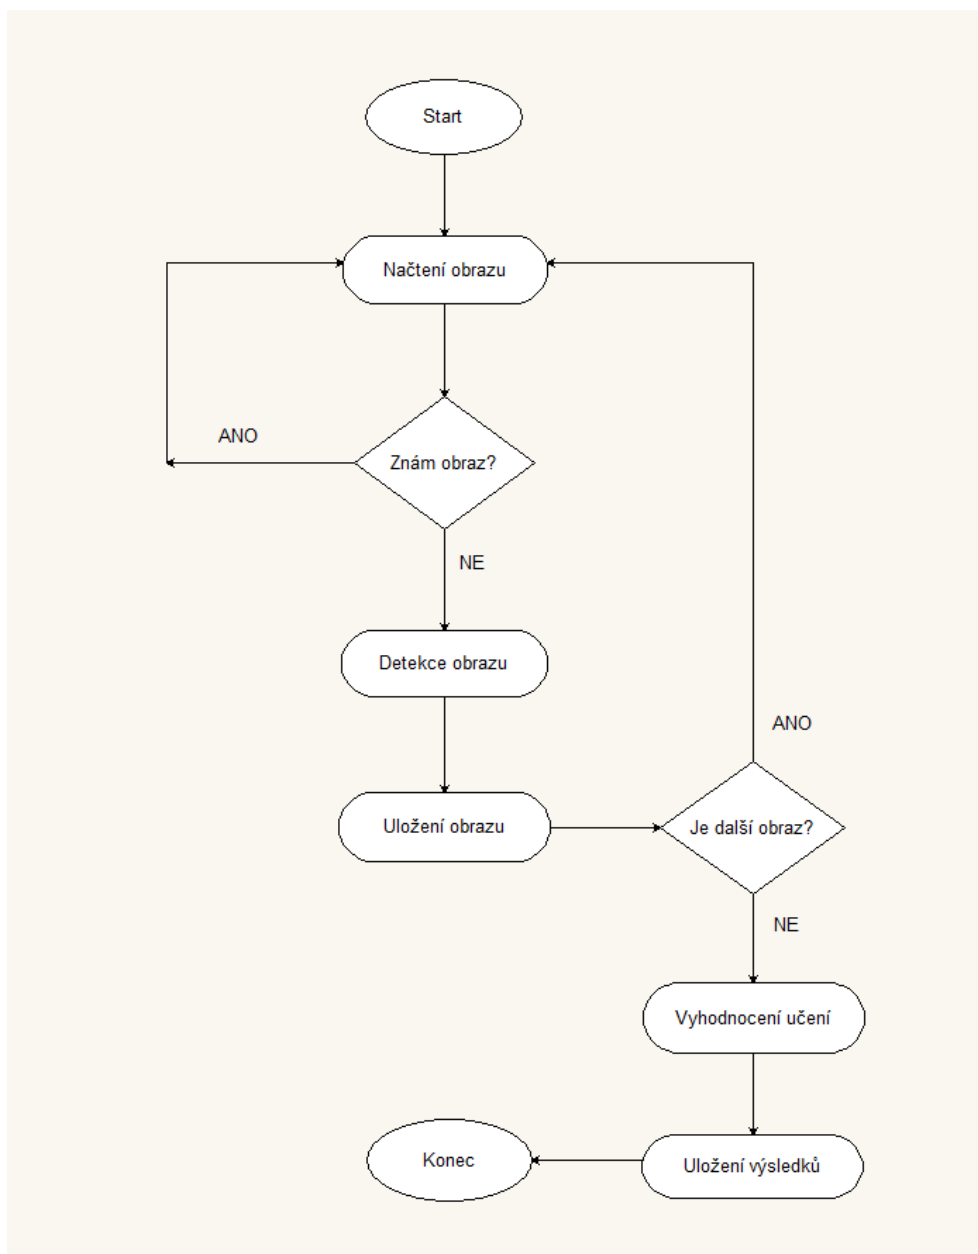 Start
Načtení obrazu
ANO
Znám obraz?
NE
Detekce obrazu
ANO
Uložení obrazu
Je další obraz?
NE
Vyhodnocení učení
Konec
Uložení výsledků